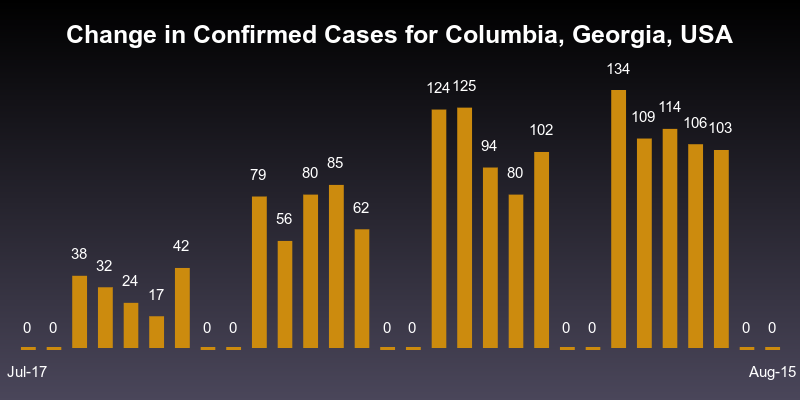 Change in Confirmed Cases for Columbia, Georgia, USA
0 0 38 32 24 17 42 0 0 79 56 80 85 62 0 0 124 125 94 80 102 0 0 134 109 114 106 103 0 0
Jul-17 Aug-15